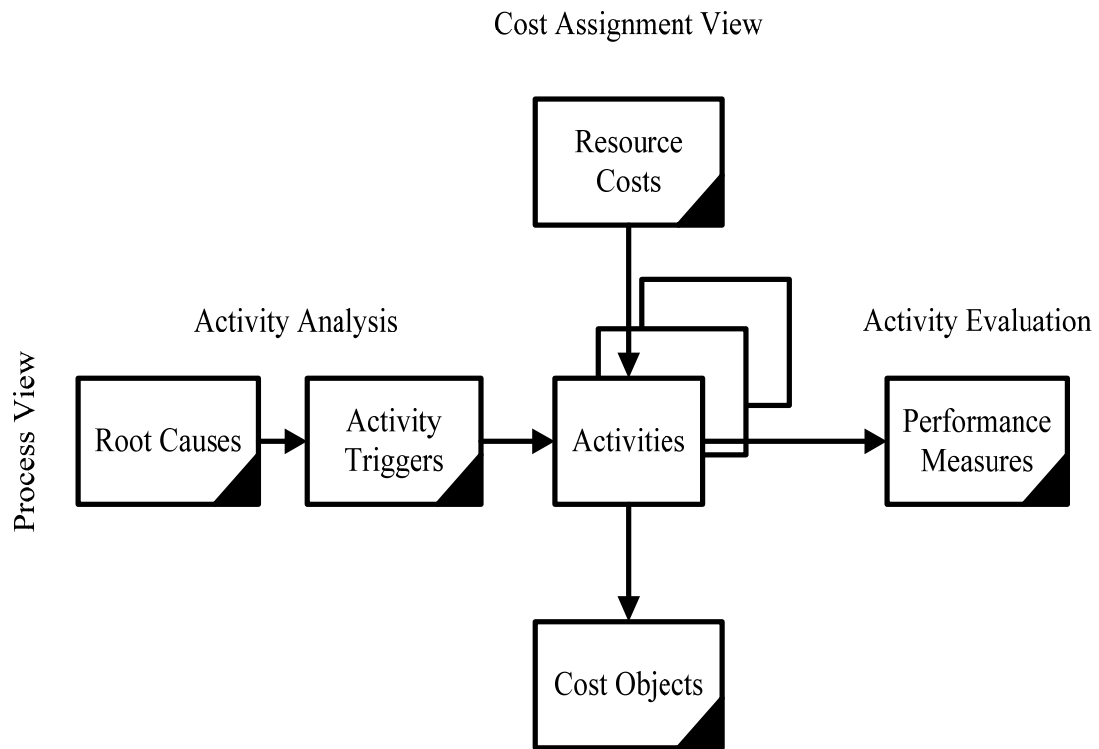 Cost Assignment View
Resource
Costs
Activity Analysis
Activity Evaluation
Process View
Root Causes
Activity
Triggers
Activities
Performance
Measures
Cost Objects